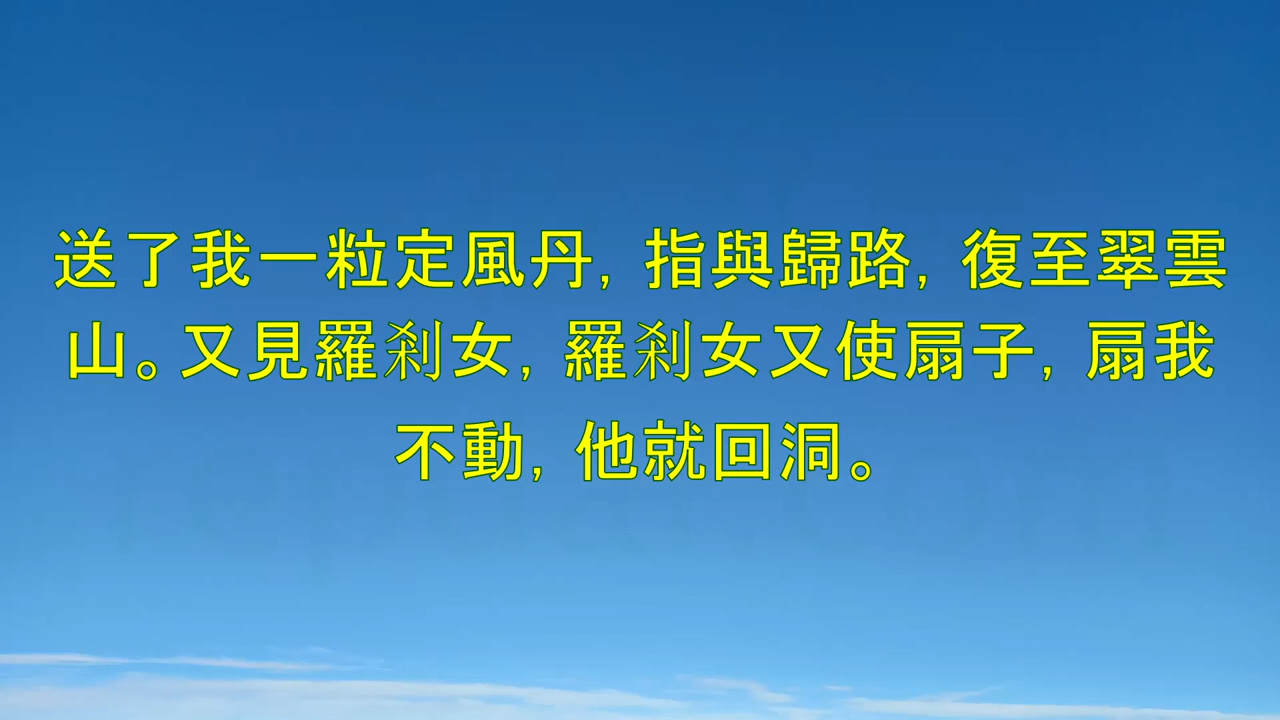 送了我一粒定風丹，指與歸路，復至翠雲
山。又見羅剎女，羅剎女又使扇子，扇我
不動，他就回洞。